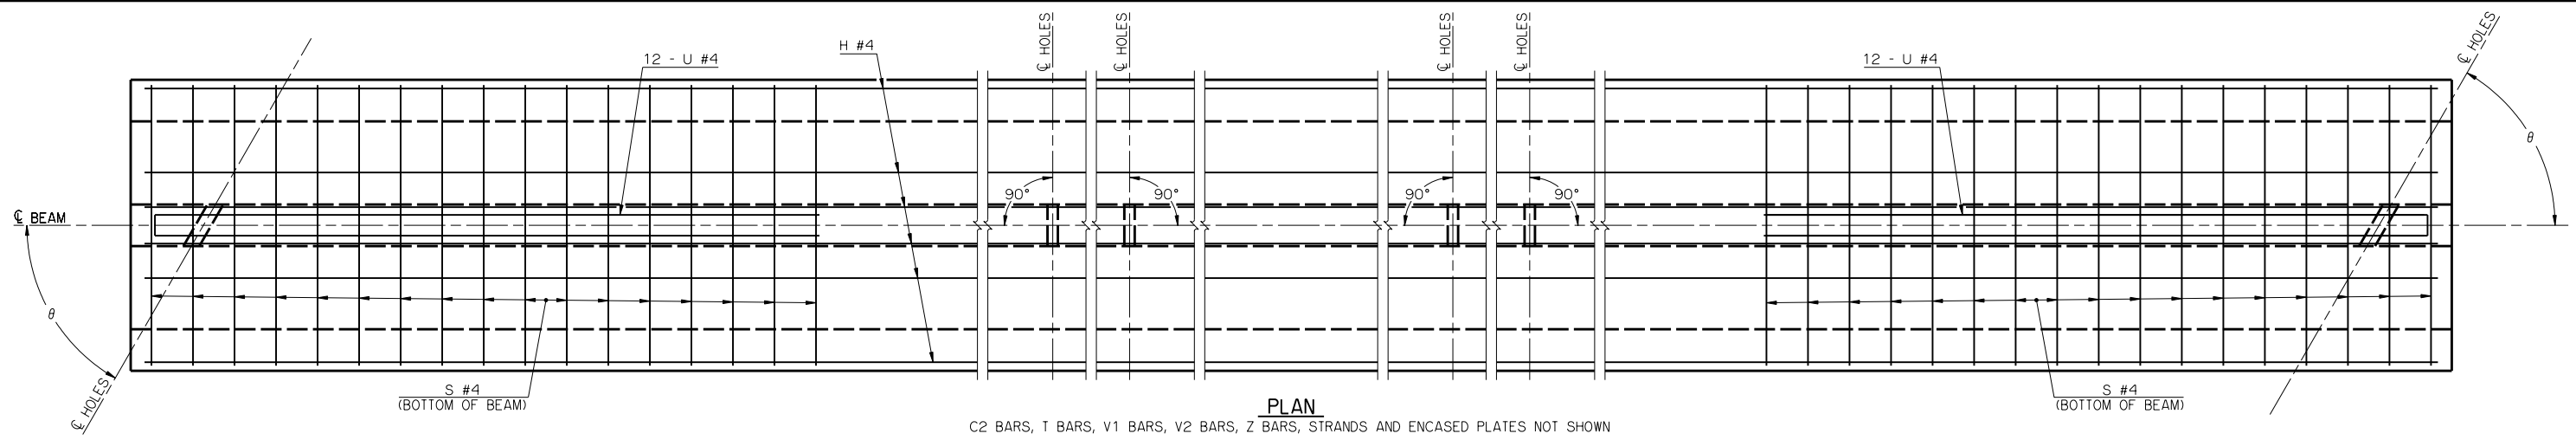 ℄ HOLES
℄ HOLES
℄ HOLES
℄ HOLES
℄ HOLES
H #4
12 - U #4
12 - U #4
θ
90°
90°
90°
90°
℄ BEAM
θ
S #4
(BOTTOM OF BEAM)
S #4
(BOTTOM OF BEAM)
℄ HOLES
PLAN
C2 BARS, T BARS, V1 BARS, V2 BARS, Z BARS, STRANDS AND ENCASED PLATES NOT SHOWN